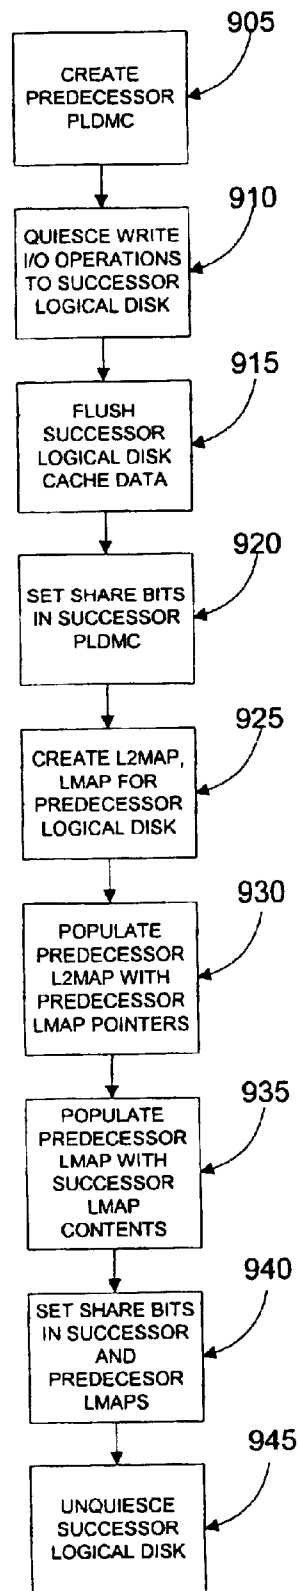 905
CREATE
PREDECESSOR
PLDMC
910
QUIESCE WRITE
I/O OPERATIONS
TO SUCCESSOR
LOGICAL DISK
915
FLUSH
SUCCESSOR
LOGICAL DISK
CACHE DATA
920
SET SHARE BITS
IN SUCCESSOR
PLDMC
925
CREATE L2MAP,
LMAP FOR
PREDECESSOR
LOGICAL DISK
930
POPULATE
PREDECESSOR
L2MAP WITH
PREDECESSOR
LMAP POINTERS
935
POPULATE
PREDECESSOR
LMAP WITH
SUCCESSOR
LMAP
CONTENTS
940
SET SHARE BITS
IN SUCCESSOR
AND
PREDECESOR
LMAPS
945
UNQUIESCE
SUCCESSOR
LOGICAL DISK